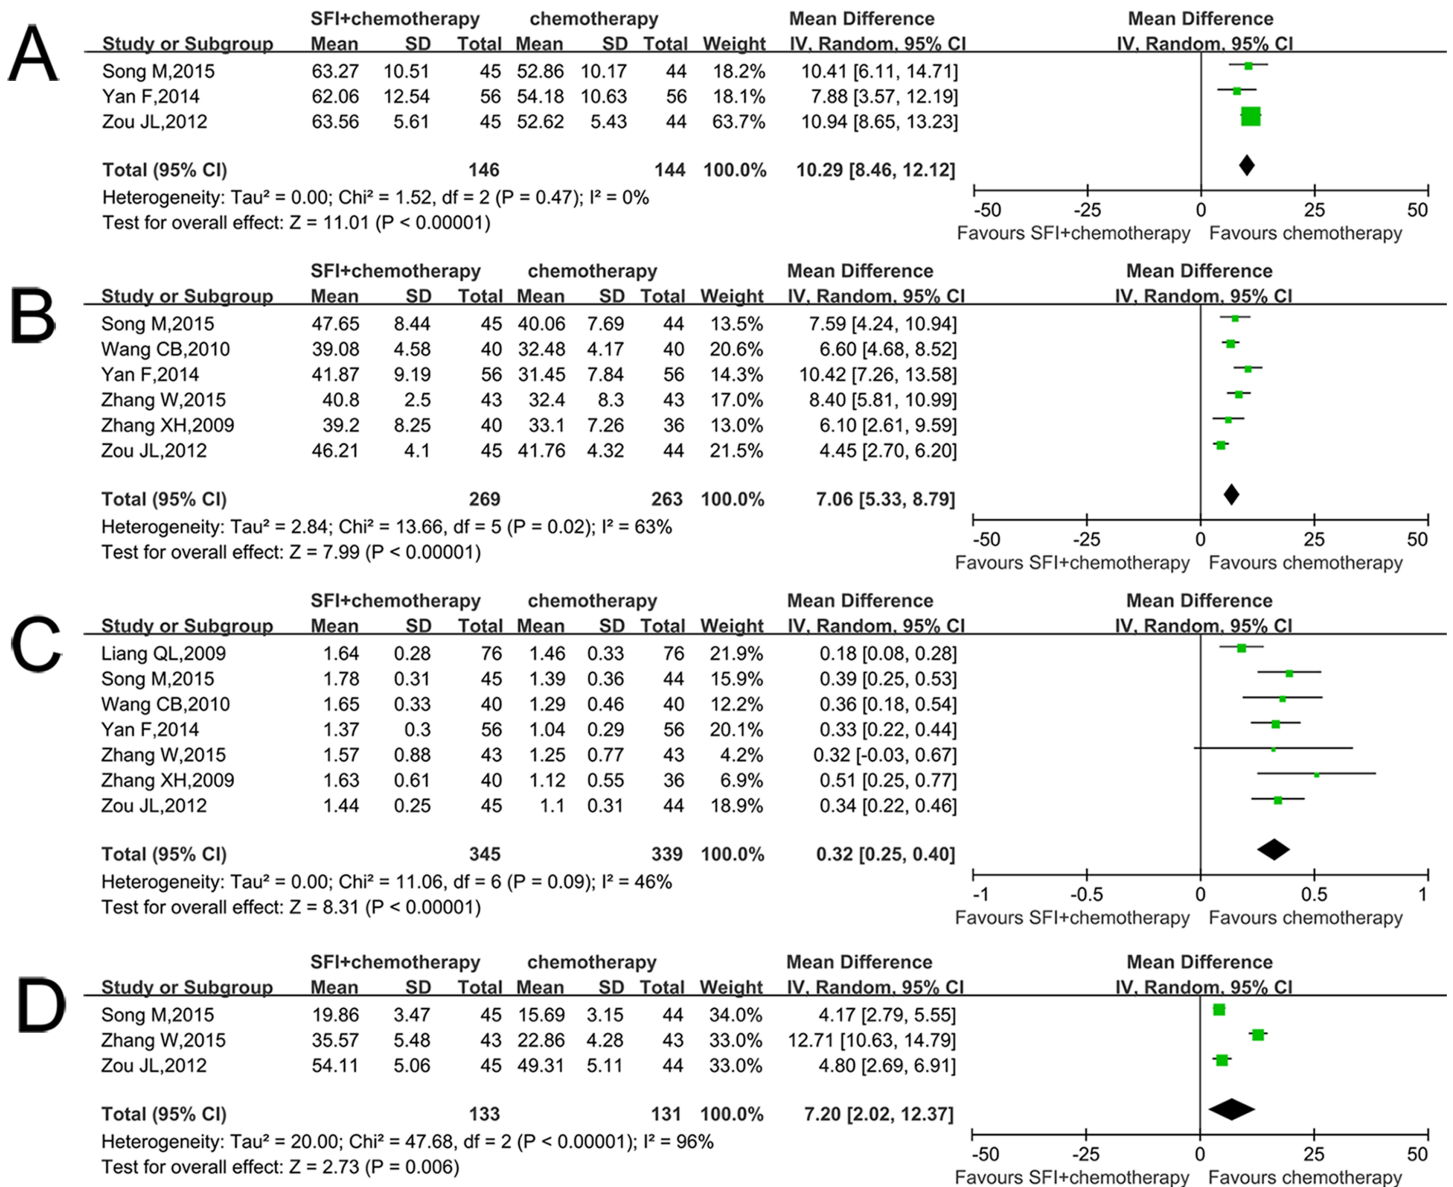 A
SFI+chemotherapy chemotherapy Mean Difference Mean Difference
Study or Subgroup Mean SD Total Mean SD Total Weight IV, Random, 95% CI IV, Random, 95% CI
Song M,2015 63.27 10.51 45 52.86 10.17 44 18.2% 10.41 [6.11, 14.71]
Yan F,2014 62.06 12.54 56 54.18 10.63 56 18.1% 7.88 [3.57, 12.19]
Zou JL,2012 63.56 5.61 45 52.62 5.43 44 63.7% 10.94 [8.65, 13.23]
Total (95% CI) 146 144 100.0% 10.29 [8.46, 12.12]
Heterogeneity: Tau² = 0.00; Chi² = 1.52, df = 2 (P = 0.47); I² = 0%
Test for overall effect: Z = 11.01 (P < 0.00001)
-50 -25 0 25 50
Favours SFI+chemotherapy Favours chemotherapy
B
SFI+chemotherapy chemotherapy Mean Difference Mean Difference
Study or Subgroup Mean SD Total Mean SD Total Weight IV, Random, 95% CI IV, Random, 95% CI
Song M,2015 47.65 8.44 45 40.06 7.69 44 13.5% 7.59 [4.24, 10.94]
Wang CB,2010 39.08 4.58 40 32.48 4.17 40 20.6% 6.60 [4.68, 8.52]
Yan F,2014 41.87 9.19 56 31.45 7.84 56 14.3% 10.42 [7.26, 13.58]
Zhang W,2015 40.8 2.5 43 32.4 8.3 43 17.0% 8.40 [5.81, 10.99]
Zhang XH,2009 39.2 8.25 40 33.1 7.26 36 13.0% 6.10 [2.61, 9.59]
Zou JL,2012 46.21 4.1 45 41.76 4.32 44 21.5% 4.45 [2.70, 6.20]
Total (95% CI) 269 263 100.0% 7.06 [5.33, 8.79]
Heterogeneity: Tau² = 2.84; Chi² = 13.66, df = 5 (P = 0.02); I² = 63%
Test for overall effect: Z = 7.99 (P < 0.00001)
-50 -25 0 25 50
Favours SFI+chemotherapy Favours chemotherapy
C
SFI+chemotherapy chemotherapy Mean Difference Mean Difference
Study or Subgroup Mean SD Total Mean SD Total Weight IV, Random, 95% CI IV, Random, 95% CI
Liang QL,2009 1.64 0.28 76 1.46 0.33 76 21.9% 0.18 [0.08, 0.28]
Song M,2015 1.78 0.31 45 1.39 0.36 44 15.9% 0.39 [0.25, 0.53]
Wang CB,2010 1.65 0.33 40 1.29 0.46 40 12.2% 0.36 [0.18, 0.54]
Yan F,2014 1.37 0.3 56 1.04 0.29 56 20.1% 0.33 [0.22, 0.44]
Zhang W,2015 1.57 0.88 43 1.25 0.77 43 4.2% 0.32 [-0.03, 0.67]
Zhang XH,2009 1.63 0.61 40 1.12 0.55 36 6.9% 0.51 [0.25, 0.77]
Zou JL,2012 1.44 0.25 45 1.1 0.31 44 18.9% 0.34 [0.22, 0.46]
Total (95% CI) 345 339 100.0% 0.32 [0.25, 0.40]
Heterogeneity: Tau² = 0.00; Chi² = 11.06, df = 6 (P = 0.09); I² = 46%
Test for overall effect: Z = 8.31 (P < 0.00001)
-1 -0.5 0 0.5 1
Favours SFI+chemotherapy Favours chemotherapy
D
SFI+chemotherapy chemotherapy Mean Difference Mean Difference
Study or Subgroup Mean SD Total Mean SD Total Weight IV, Random, 95% CI IV, Random, 95% CI
Song M,2015 19.86 3.47 45 15.69 3.15 44 34.0% 4.17 [2.79, 5.55]
Zhang W,2015 35.57 5.48 43 22.86 4.28 43 33.0% 12.71 [10.63, 14.79]
Zou JL,2012 54.11 5.06 45 49.31 5.11 44 33.0% 4.80 [2.69, 6.91]
Total (95% CI) 133 131 100.0% 7.20 [2.02, 12.37]
Heterogeneity: Tau² = 20.00; Chi² = 47.68, df = 2 (P < 0.00001); I² = 96%
Test for overall effect: Z = 2.73 (P = 0.006)
-50 -25 0 25 50
Favours SFI+chemotherapy Favours chemotherapy